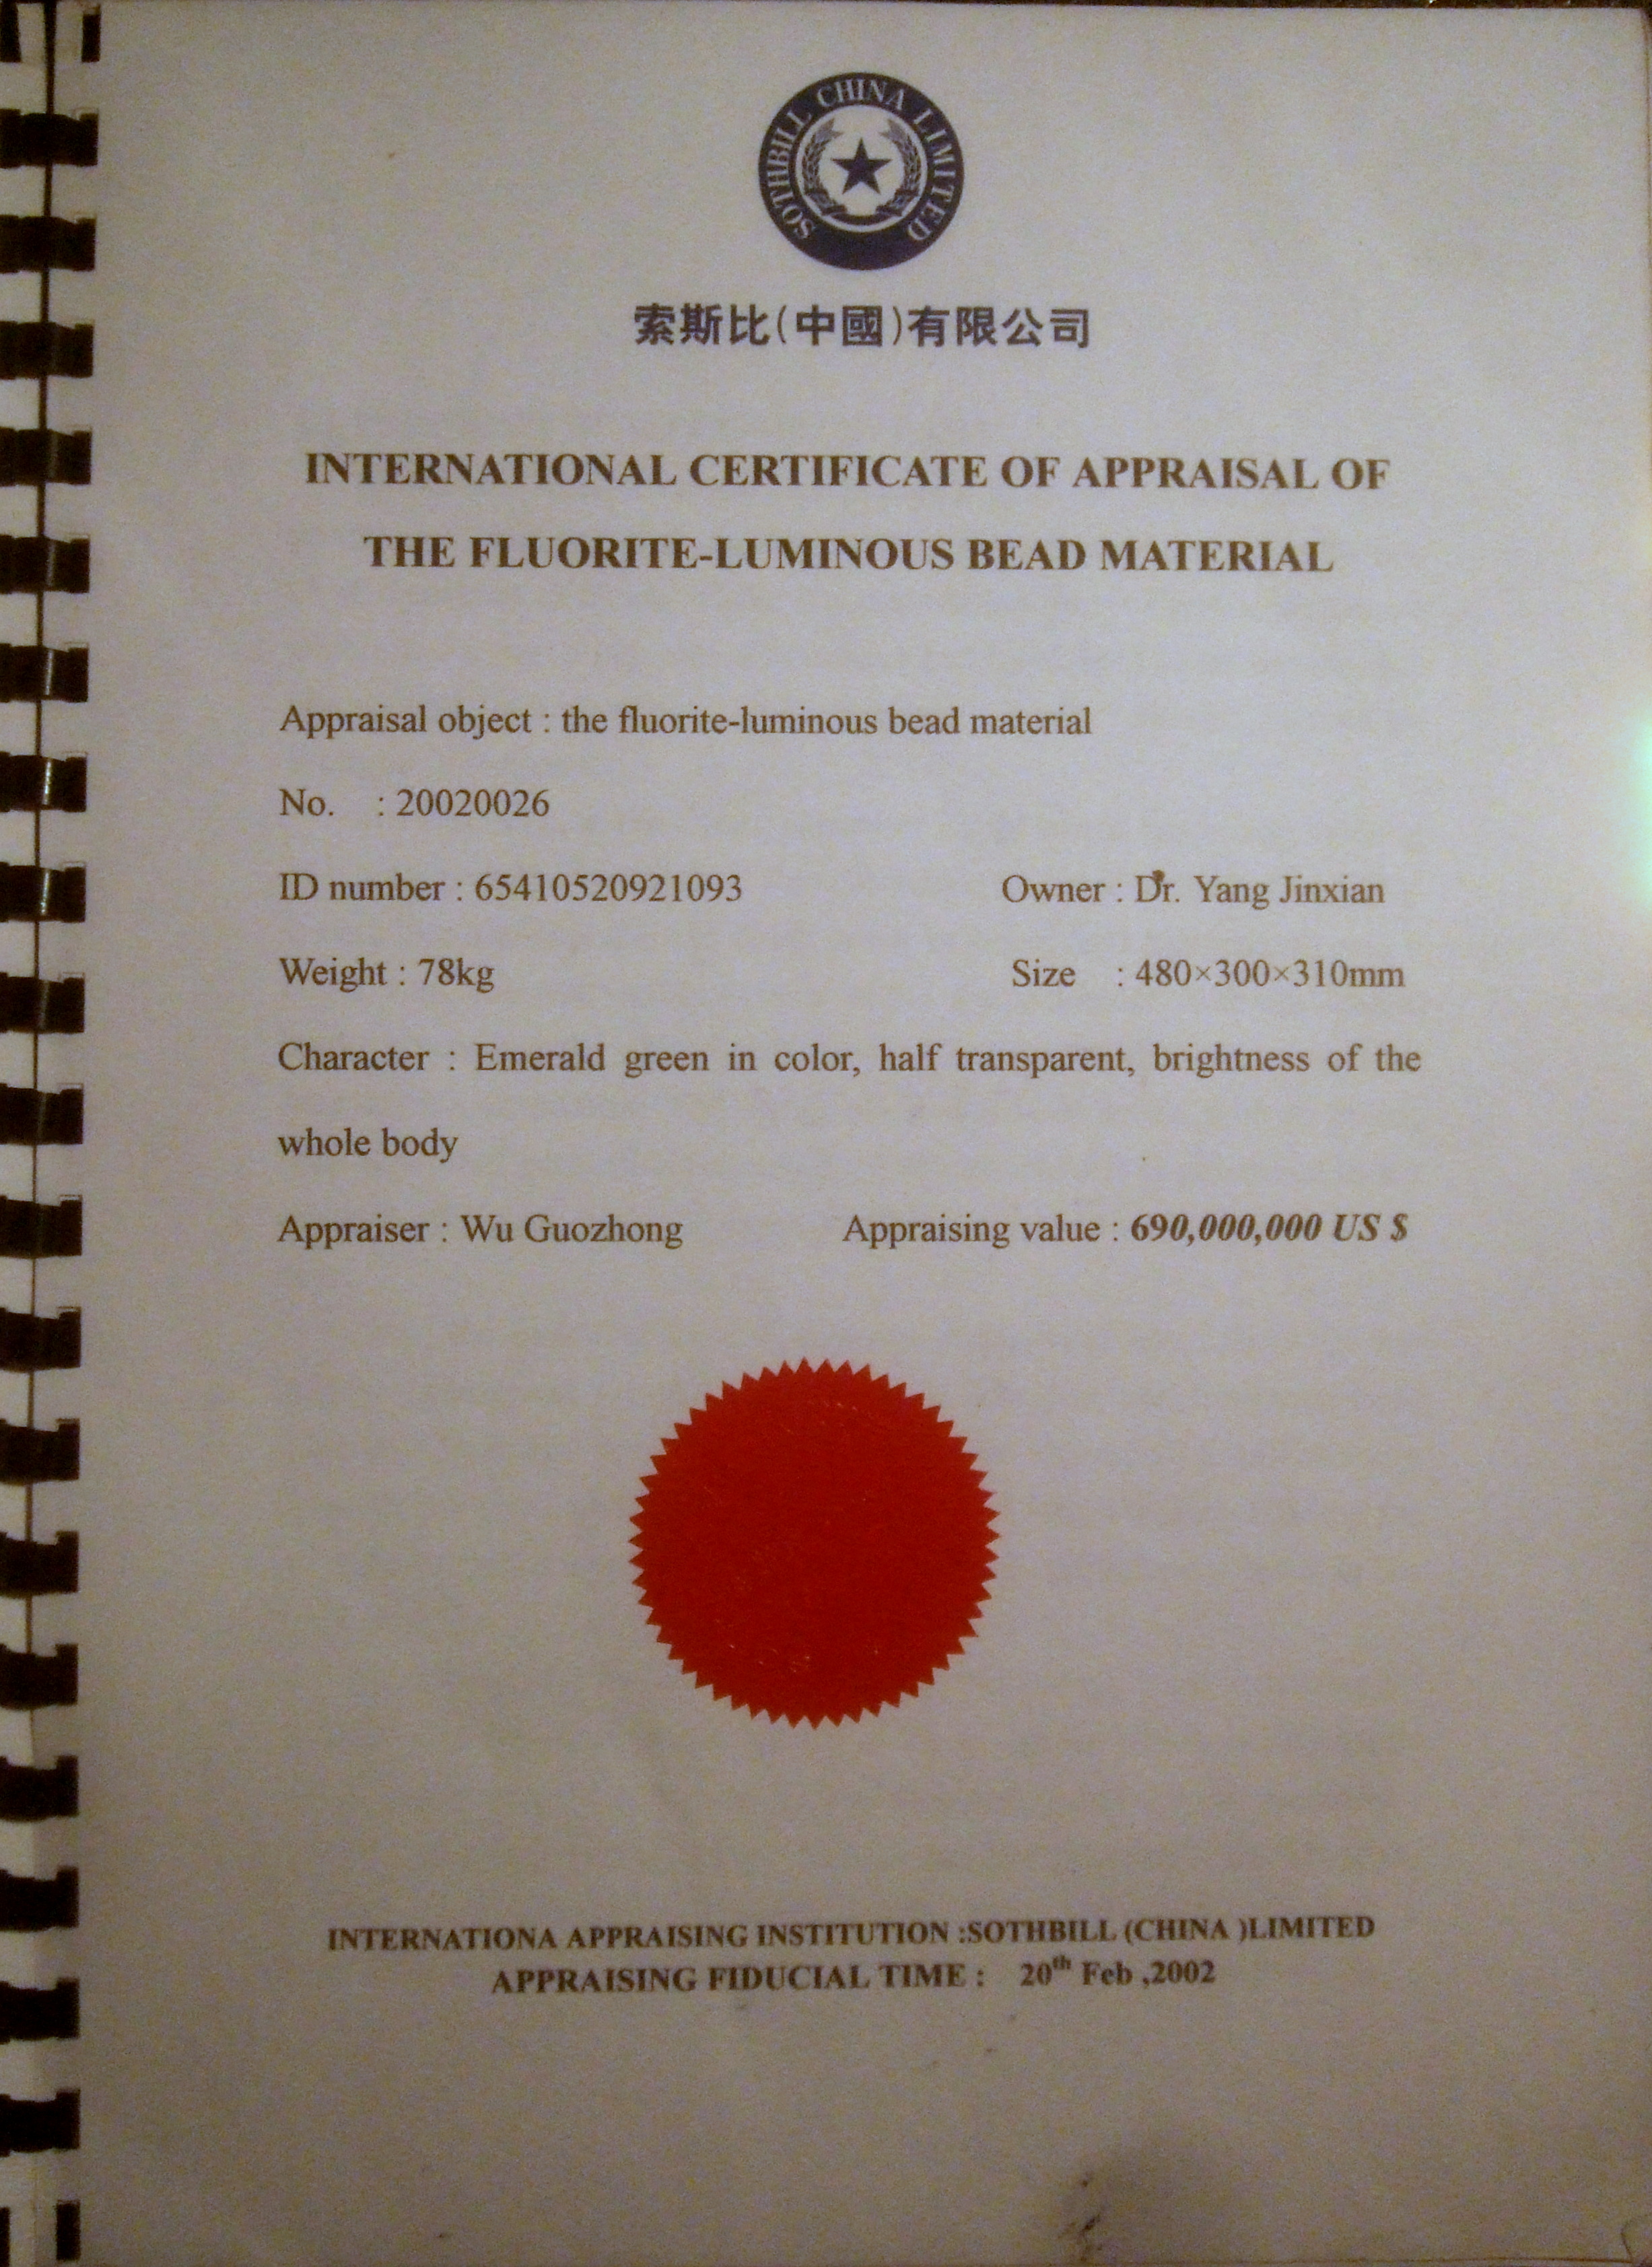 SOTHBILL CHINA LIMITED
索斯比(中國)有限公司
INTERNATIONAL CERTIFICATE OF APPRAISAL OF
THE FLUORITE-LUMINOUS BEAD MATERIAL
Appraisal object : the fluorite-luminous bead material
No. : 20020026
ID number : 65410520921093 Owner : Dr. Yang Jinxian
Weight : 78kg Size : 480×300×310mm
Character : Emerald green in color, half transparent, brightness of the
whole body
Appraiser : Wu Guozhong Appraising value : 690,000,000 US $
INTERNATIONA APPRAISING INSTITUTION :SOTHBILL (CHINA )LIMITED
APPRAISING FIDUCIAL TIME : 20th Feb ,2002